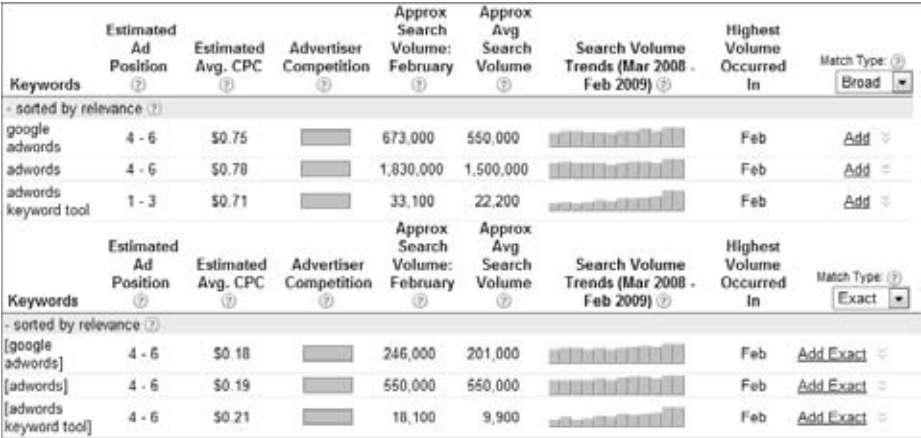 Keywords Estimated Ad Position ? Estimated Avg. CPC ? Advertiser Competition ? Approx Search Volume: February ? Approx Avg Search Volume ? Search Volume Trends (Mar 2008 - Feb 2009) ? Highest Volume Occurred In Match Type: ? Broad
- sorted by relevance ?
google adwords 4 - 6 $0.75 673,000 550,000 Feb Add
adwords 4 - 6 $0.78 1,830,000 1,500,000 Feb Add
adwords keyword tool 1 - 3 $0.71 33,100 22,200 Feb Add
Keywords Estimated Ad Position ? Estimated Avg. CPC ? Advertiser Competition ? Approx Search Volume: February ? Approx Avg Search Volume ? Search Volume Trends (Mar 2008 - Feb 2009) ? Highest Volume Occurred In Match Type: ? Exact
- sorted by relevance ?
[google adwords] 4 - 6 $0.18 246,000 201,000 Feb Add Exact
[adwords] 4 - 6 $0.19 550,000 550,000 Feb Add Exact
[adwords keyword tool] 4 - 6 $0.21 18,100 9,900 Feb Add Exact